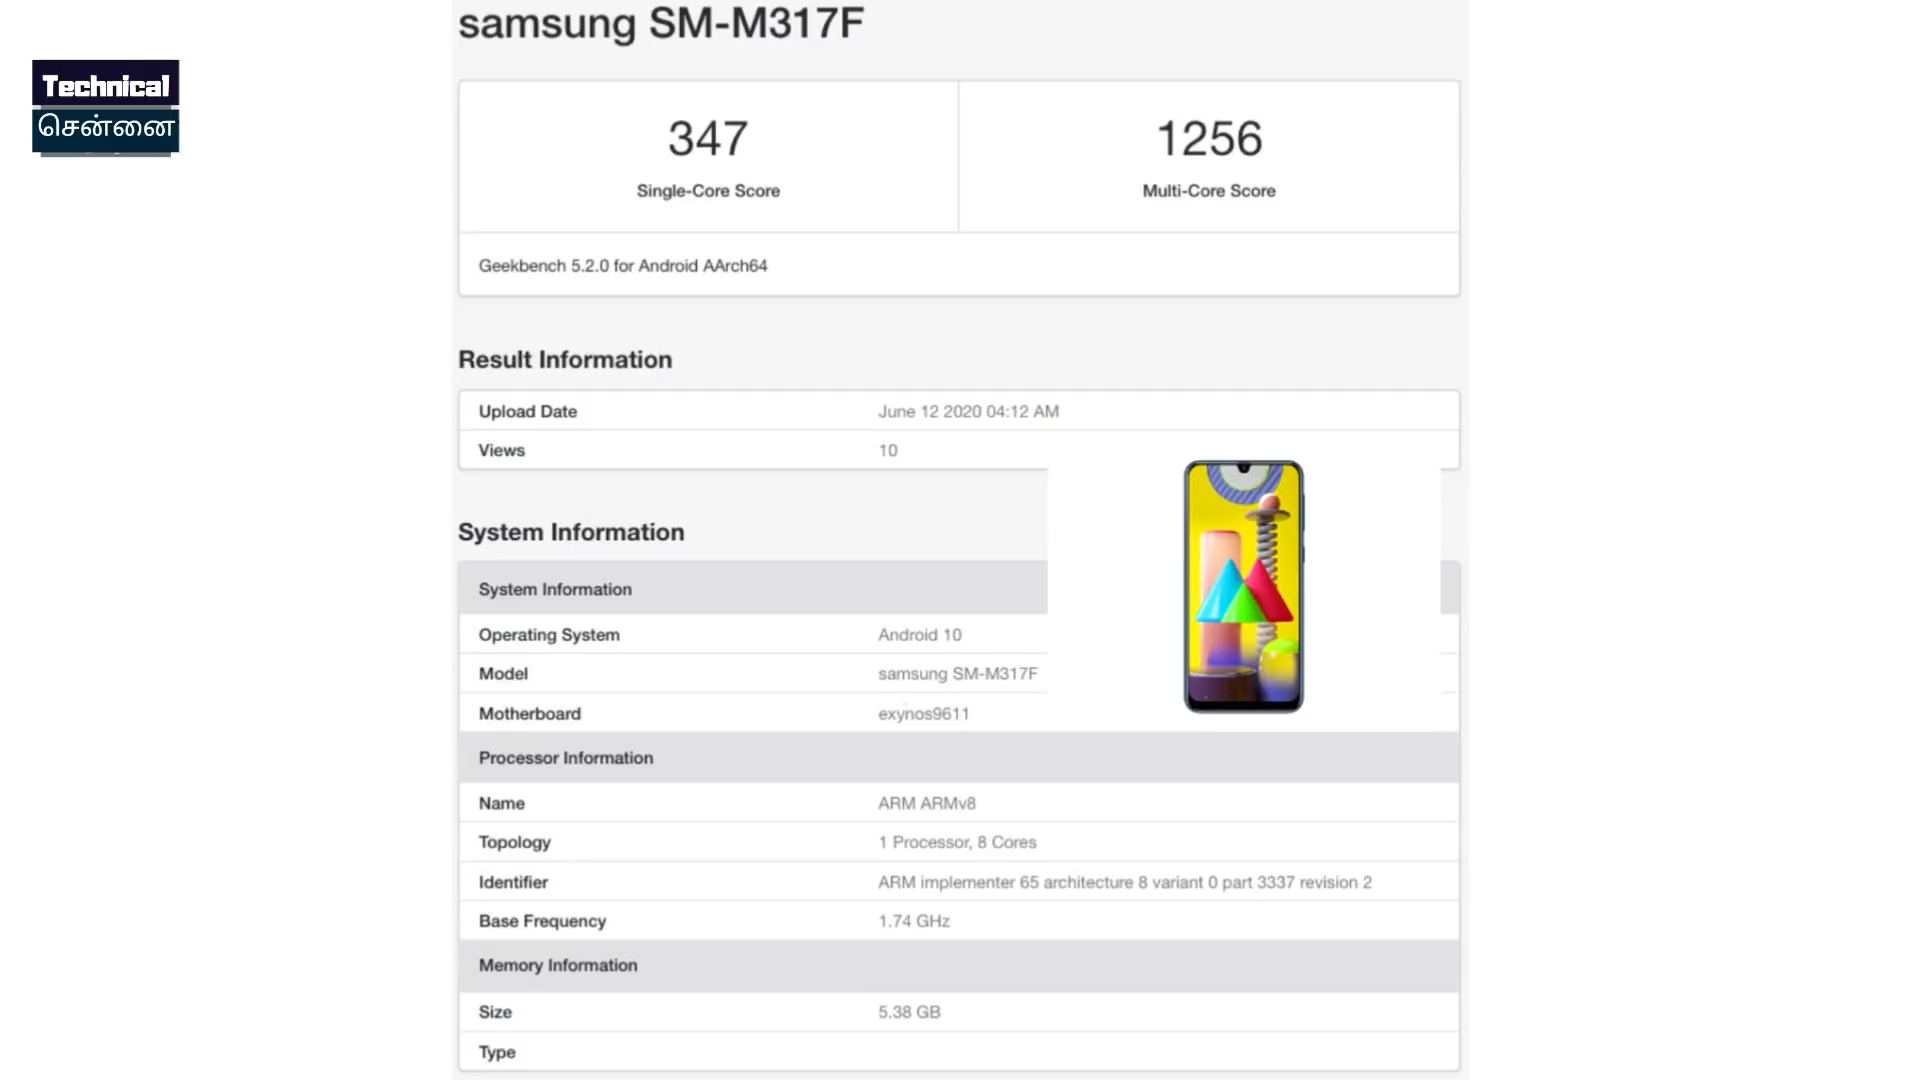 samsung SM-M317F
Technical
சென்னை
347
Single-Core Score
1256
Multi-Core Score
Geekbench 5.2.0 for Android AArch64
Result Information
Upload Date June 12 2020 04:12 AM
Views 10
System Information
System Information
Operating System Android 10
Model samsung SM-M317F
Motherboard exynos9611
Processor Information
Name ARM ARMv8
Topology 1 Processor, 8 Cores
Identifier ARM implementer 65 architecture 8 variant 0 part 3337 revision 2
Base Frequency 1.74 GHz
Memory Information
Size 5.38 GB
Type